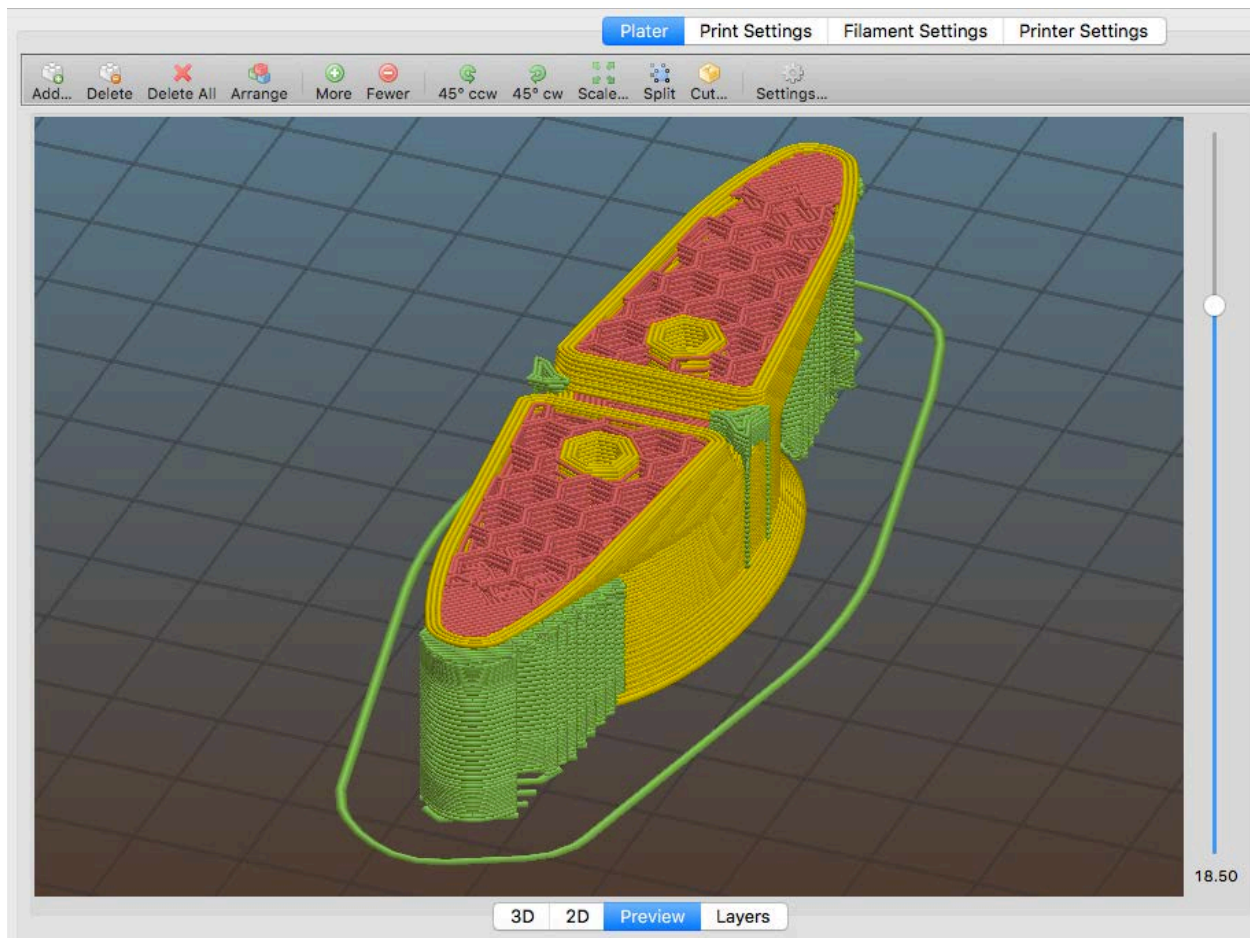 Plater Print Settings Filament Settings Printer Settings
Add... Delete Delete All Arrange More Fewer 45° ccw 45° cw Scale... Split Cut... Settings...
18.50
3D 2D Preview Layers